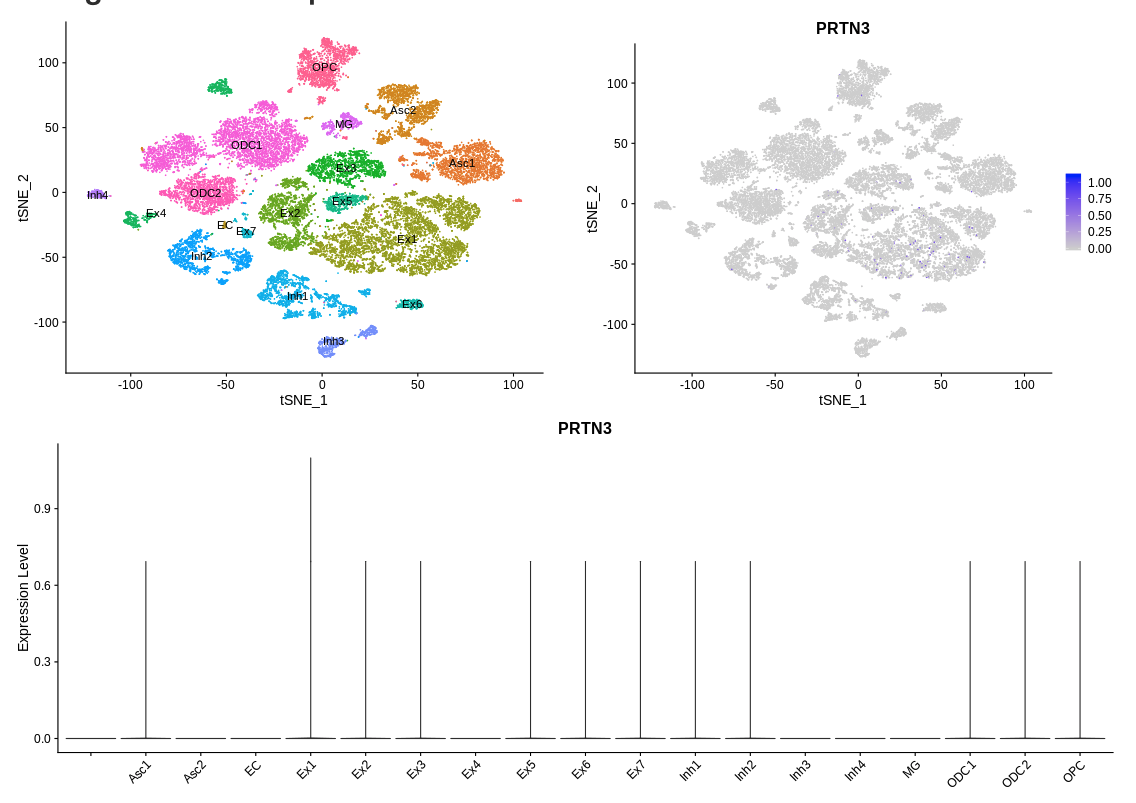 PRTN3
100
50
0
-50
-100
tSNE_2
OPC
Asc2
MG
ODC1
Ex3
Asc1
Inh4
ODC2
Ex5
Ex4
Ex2
EC
Ex7
Ex1
Inh2
Inh1
Ex6
Inh3
-100 -50 0 50 100
tSNE_1
100
50
0
-50
-100
tSNE_2
-100 -50 0 50 100
tSNE_1
1.00
0.75
0.50
0.25
0.00
PRTN3
Expression Level
0.9
0.6
0.3
0.0
Asc1 Asc2 EC Ex1 Ex2 Ex3 Ex4 Ex5 Ex6 Ex7 Inh1 Inh2 Inh3 Inh4 MG ODC1 ODC2 OPC